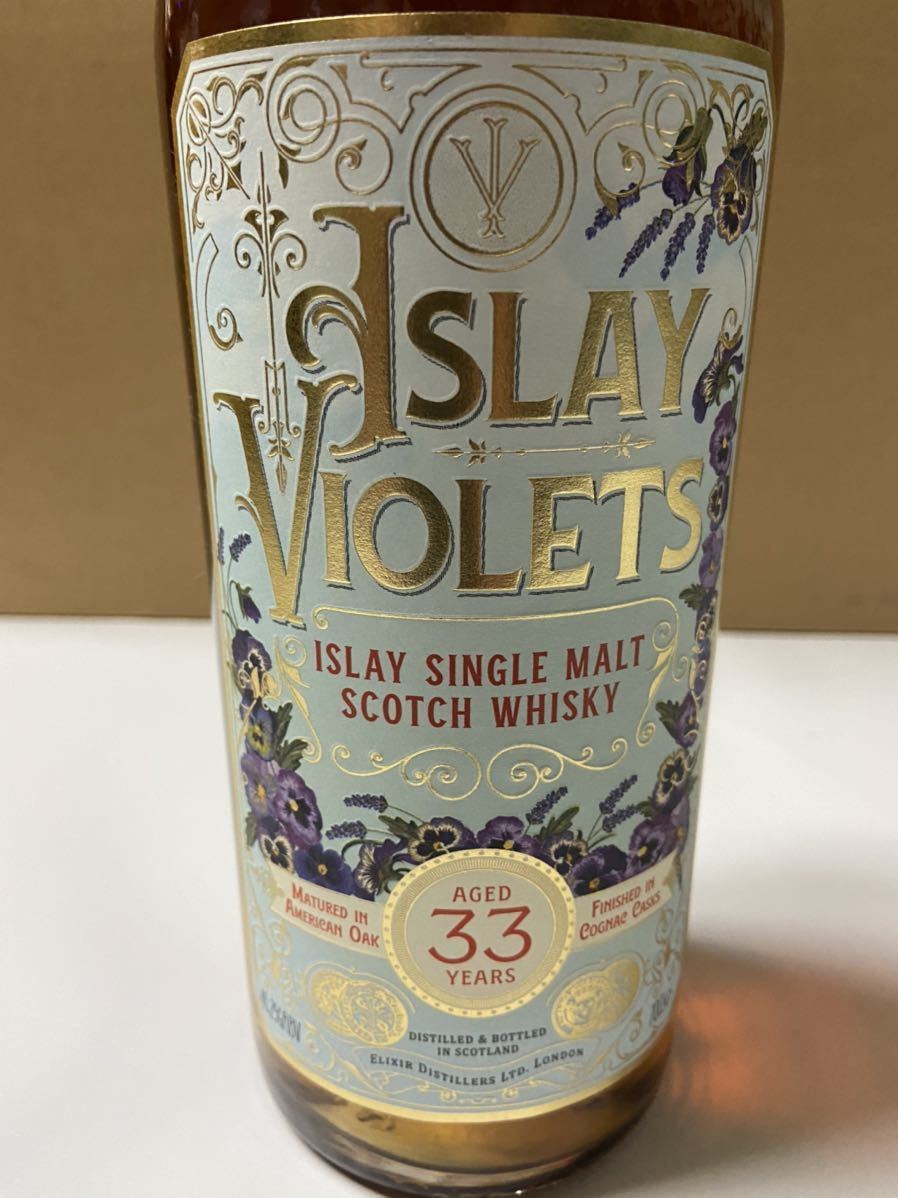 ISLAY
VIOLETS
ISLAY SINGLE MALT
SCOTCH WHISKY
MATURED IN
AMERICAN OAK
AGED
33
YEARS
FINISHED IN
COGNAC CASKS
DISTILLED & BOTTLED
IN SCOTLAND
ELIXIR DISTILLERS LTD. LONDON